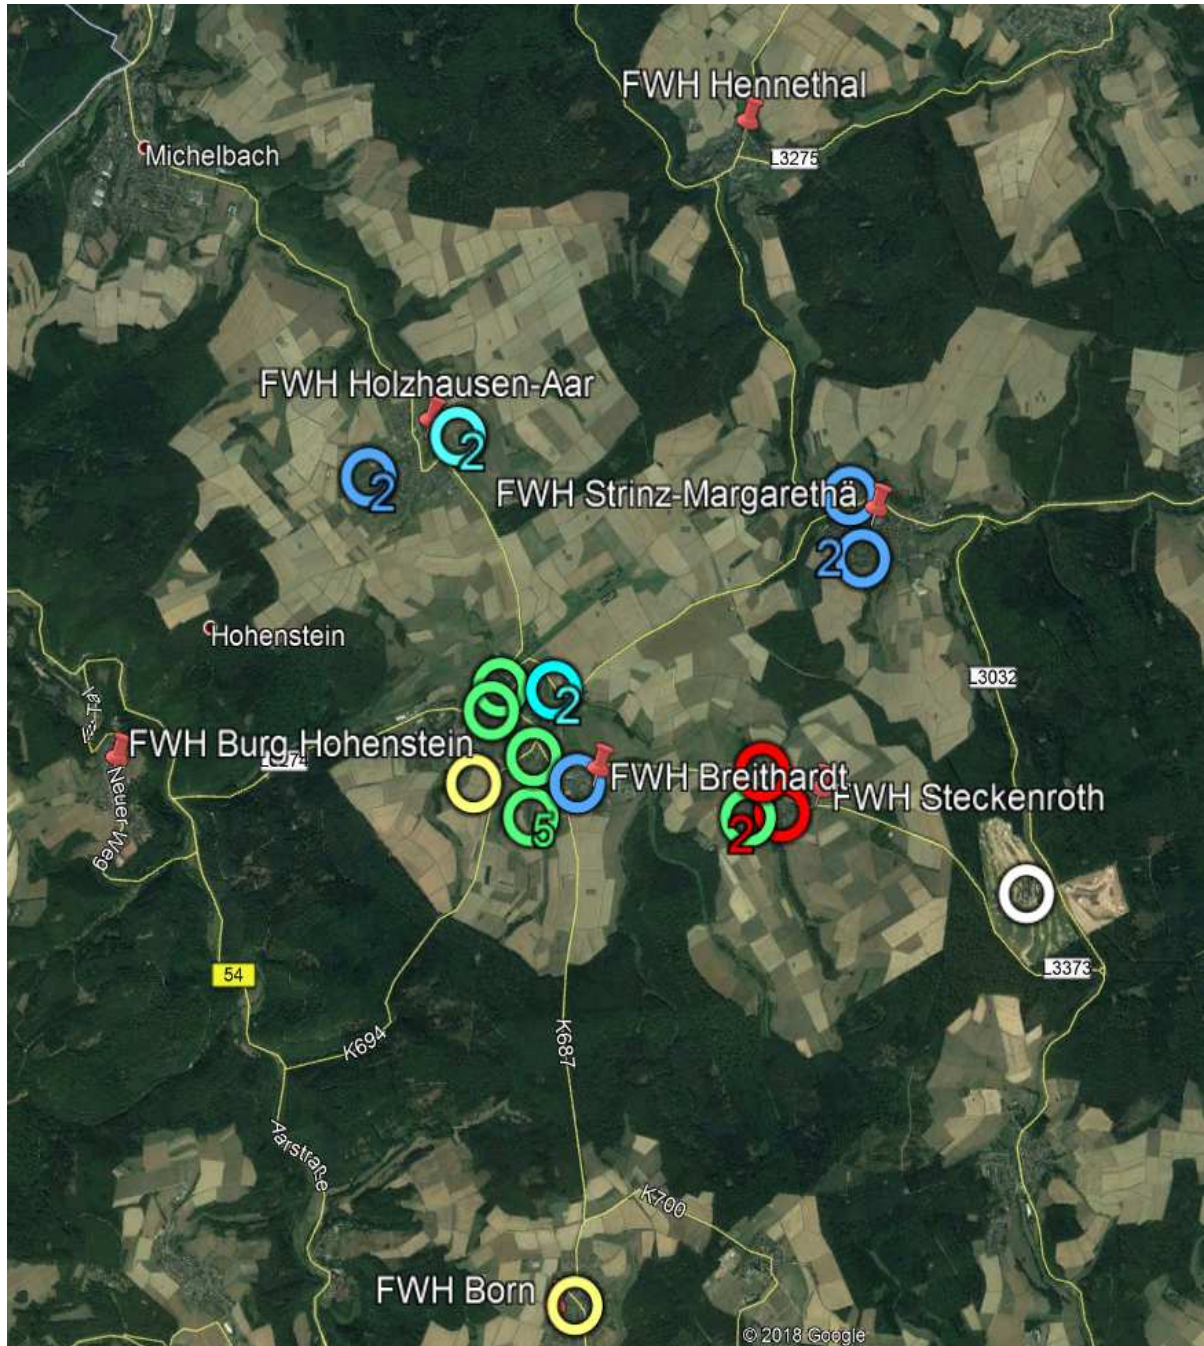 FWH Hennethal
Michelbach
L3275
FWH Holzhausen-Aar
2
2
FWH Strinz-Margarethä
2
Hohenstein
L3032
2
FWH Burg Hohenstein
FWH Breithardt
FWH Steckenroth
Neuer Weg
5
2
54
L3373
K694
K687
Aarstraße
K700
FWH Born
© 2018 Google